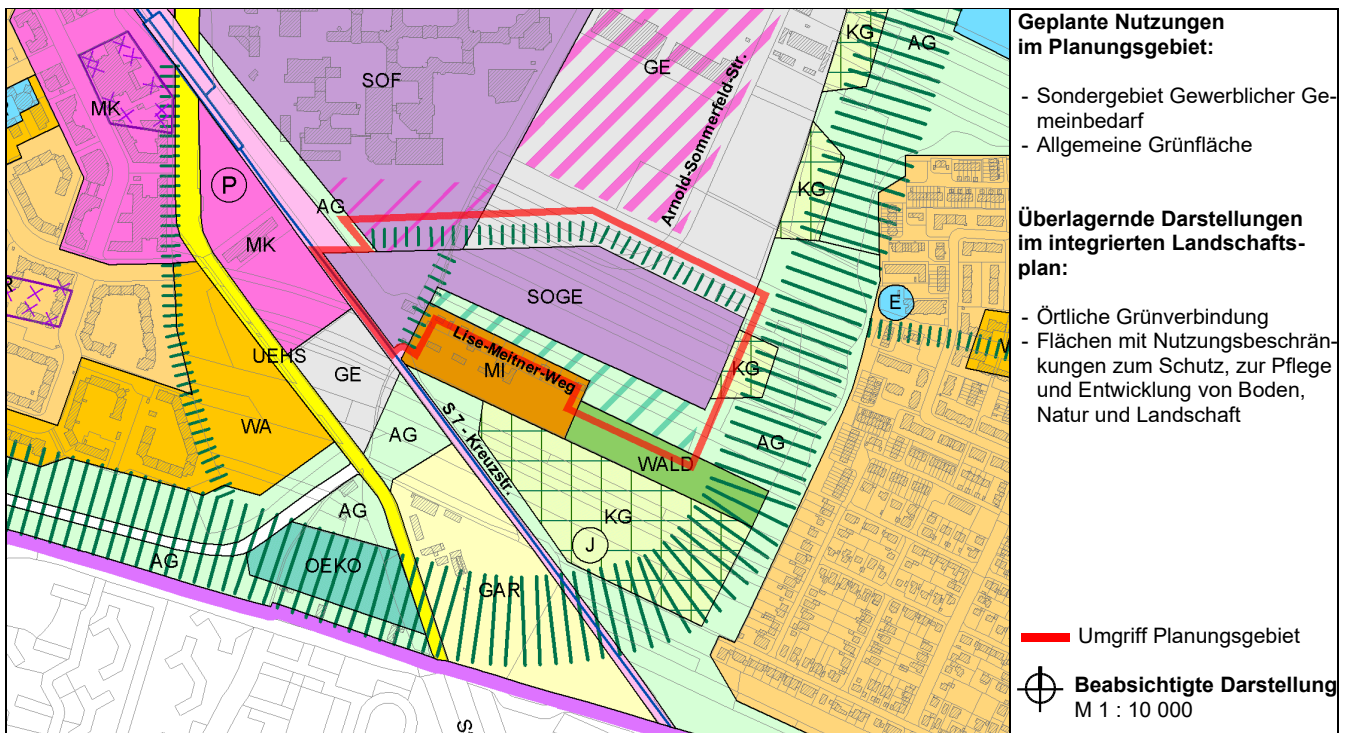 KG
AG
GE
SOF
MK
Arnold-Sommerfeld-Str.
P
KG
AG
MK
SOGE
E
UEHS
GE
Lise-Meitner-Weg
MI
KG
WA
S 7 - Kreuzstr.
AG
AG
WALD
AG
KG
J
AG
OEKO
GAR
Geplante Nutzungen
im Planungsgebiet:
- Sondergebiet Gewerblicher Ge-
meinbedarf
- Allgemeine Grünfläche
Überlagernde Darstellungen
im integrierten Landschafts-
plan:
- Örtliche Grünverbindung
- Flächen mit Nutzungsbeschrän-
kungen zum Schutz, zur Pflege
und Entwicklung von Boden,
Natur und Landschaft
Umgriff Planungsgebiet
Beabsichtigte Darstellung
M 1 : 10 000